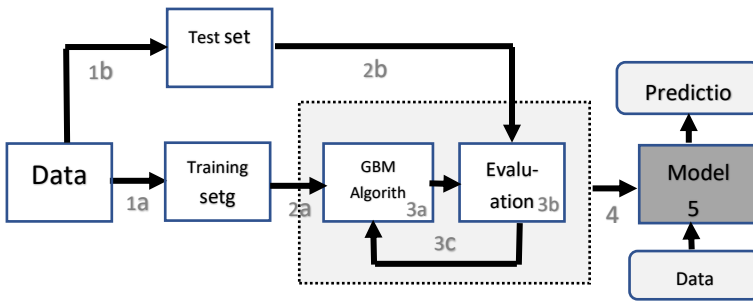 Test set
1b
2b
Predictio
Data
Training
setg
1a
2a
GBM
Algorith
3a
Evalu-
ation 3b
3c
4
Model
5
Data